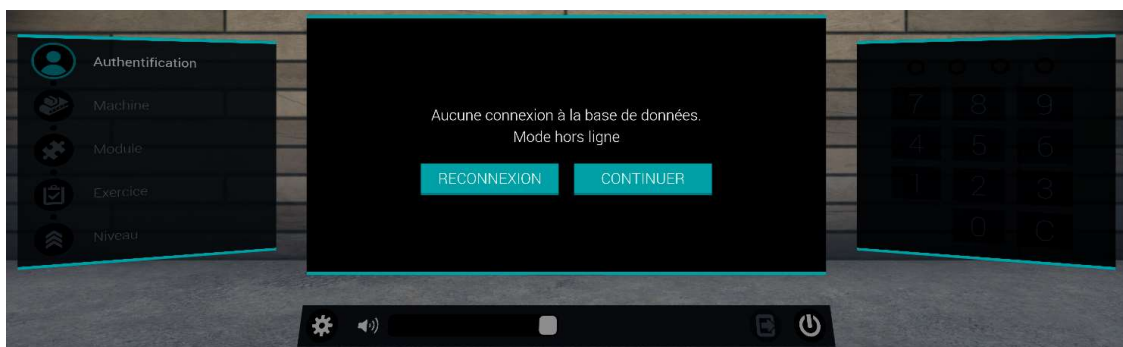 Authentification
Machine
Module
Exercice
Niveau
Aucune connexion à la base de données.
Mode hors ligne
RECONNEXION
CONTINUER
7 8 9
4 5 6
1 2 3
0 C